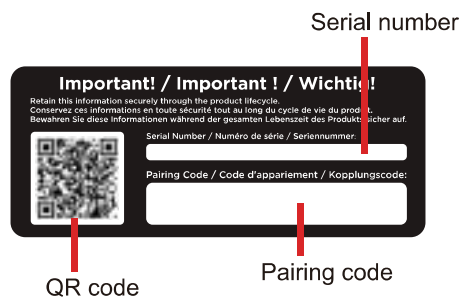 Serial number
Important! / Important ! / Wichtig!
Retain this information securely through the product lifecycle.
Conservez ces informations en toute sécurité tout au long du cycle de vie du produit.
Bewahren Sie diese Informationen während der gesamten Lebenszeit des Produkts sicher auf.
Serial Number / Numéro de série / Seriennummer:
Pairing Code / Code d'appariement / Kopplungscode:
Pairing code
QR code